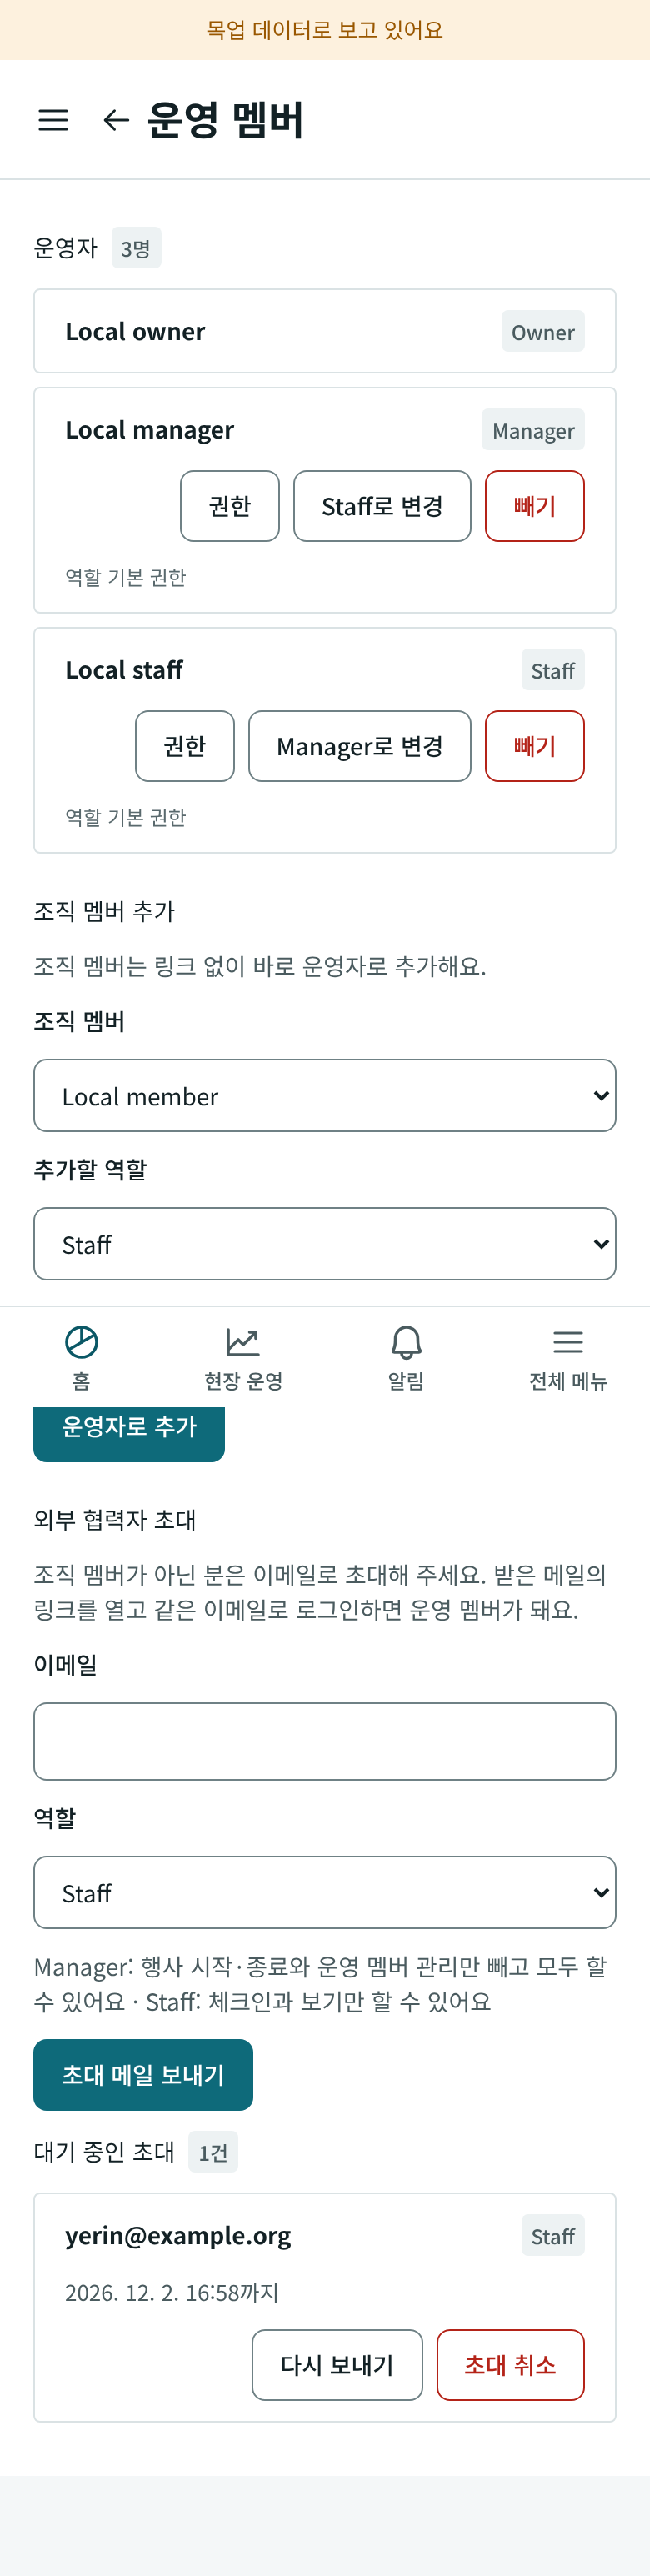 목업 데이터로 보고 있어요
운영 멤버
운영자 3명
Local owner Owner
Local manager Manager
권한 Staff로 변경 빼기
역할 기본 권한
Local staff Staff
권한 Manager로 변경 빼기
역할 기본 권한
조직 멤버 추가
조직 멤버는 링크 없이 바로 운영자로 추가해요.
조직 멤버
Local member
추가할 역할
Staff
홈 현장 운영 알림 전체 메뉴
운영자로 추가
외부 협력자 초대
조직 멤버가 아닌 분은 이메일로 초대해 주세요. 받은 메일의
링크를 열고 같은 이메일로 로그인하면 운영 멤버가 돼요.
이메일
역할
Staff
Manager: 행사 시작·종료와 운영 멤버 관리만 빼고 모두 할
수 있어요 · Staff: 체크인과 보기만 할 수 있어요
초대 메일 보내기
대기 중인 초대 1건
yerin@example.org Staff
2026. 12. 2. 16:58까지
다시 보내기 초대 취소